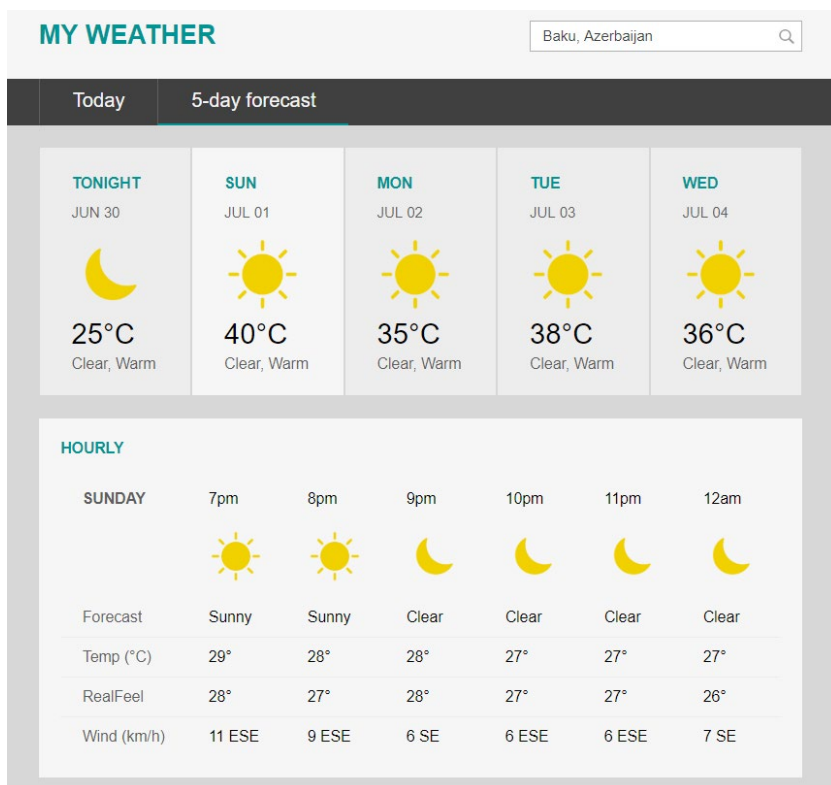 MY WEATHER
Baku, Azerbaijan
Today 5-day forecast
TONIGHT SUN MON TUE WED
JUN 30 JUL 01 JUL 02 JUL 03 JUL 04
25°C 40°C 35°C 38°C 36°C
Clear, Warm Clear, Warm Clear, Warm Clear, Warm Clear, Warm
HOURLY
SUNDAY 7pm 8pm 9pm 10pm 11pm 12am
Forecast Sunny Sunny Clear Clear Clear Clear
Temp (°C) 29° 28° 28° 27° 27° 27°
RealFeel 28° 27° 28° 27° 27° 26°
Wind (km/h) 11 ESE 9 ESE 6 SE 6 ESE 6 ESE 7 SE